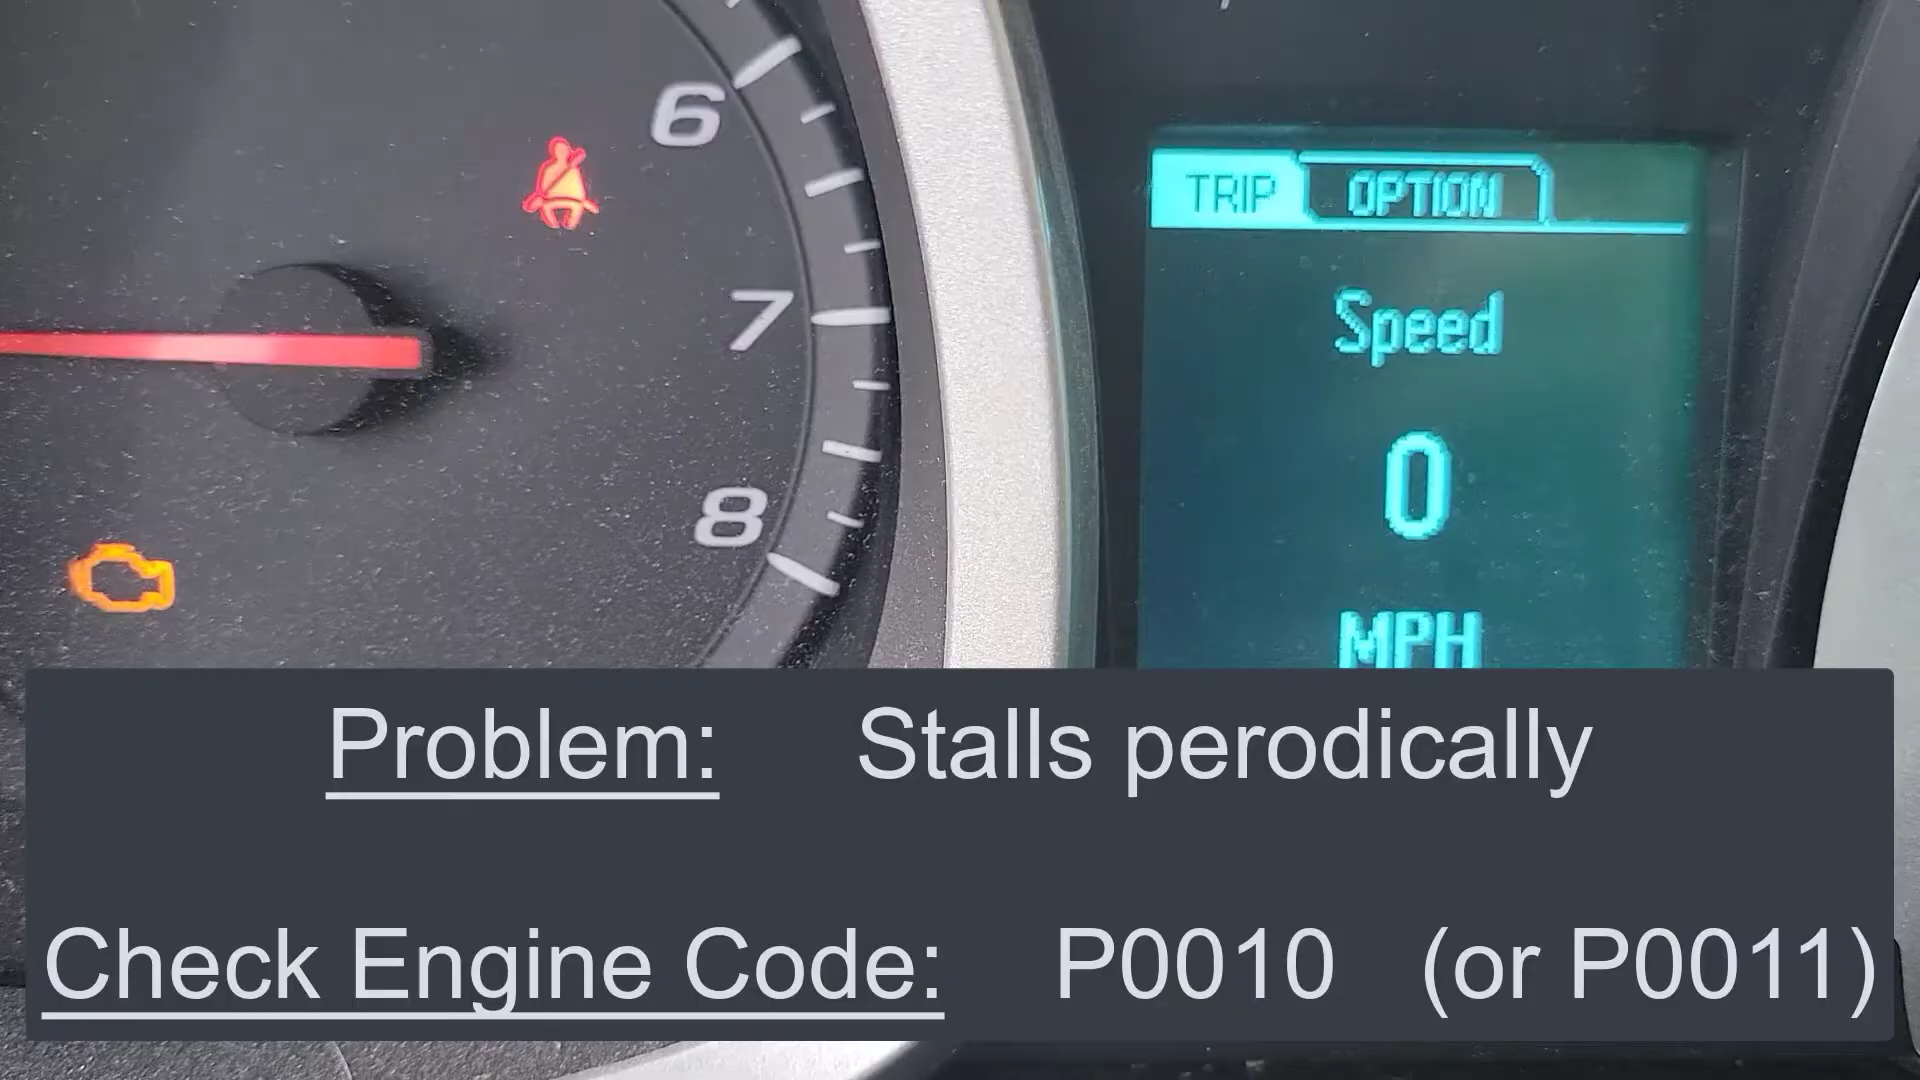 6
7
8
TRIP OPTION
Speed
0
MPH
Problem: Stalls perodically
Check Engine Code: P0010 (or P0011)